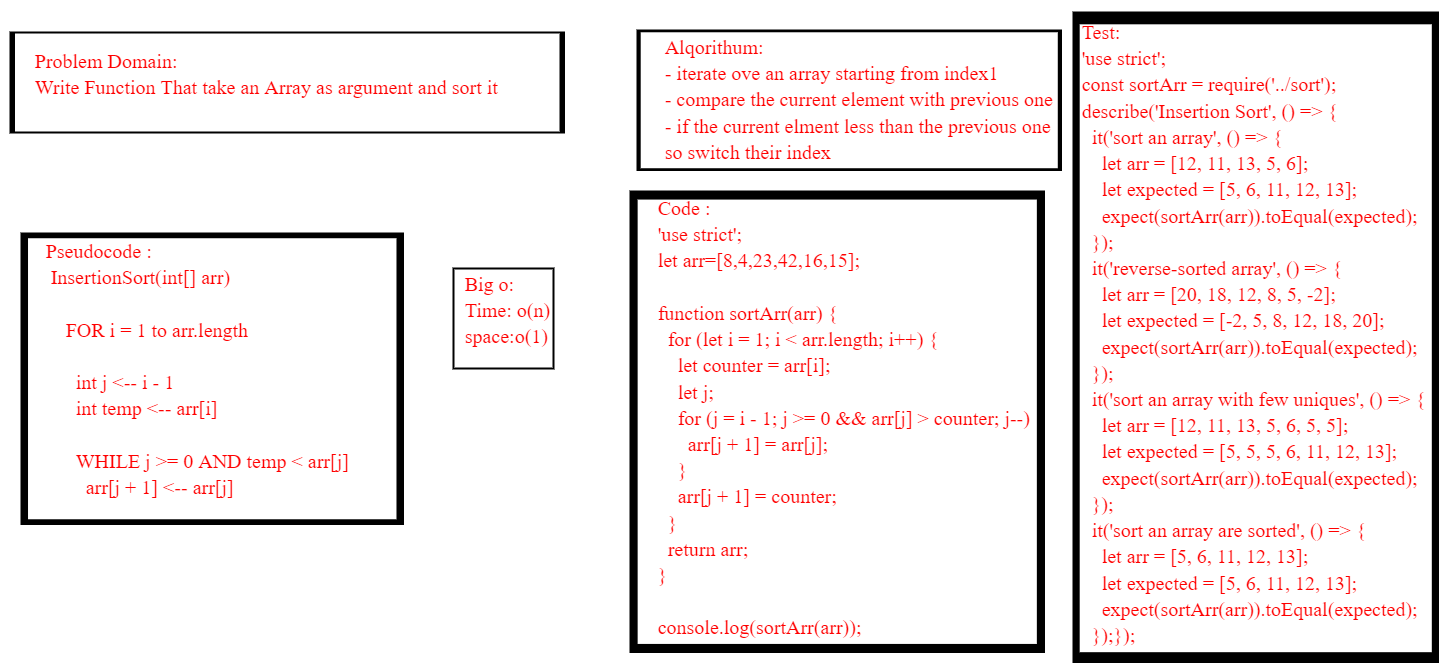 Problem Domain:
Write Function That take an Array as argument and sort it
Alqorithum:
- iterate ove an array starting from index1
- compare the current element with previous one
- if the current elment less than the previous one
so switch their index
Pseudocode :
InsertionSort(int[] arr)
FOR i = 1 to arr.length
int j <-- i - 1
int temp <-- arr[i]
WHILE j >= 0 AND temp < arr[j]
arr[j + 1] <-- arr[j]
Big o:
Time: o(n)
space:o(1)
Code :
'use strict';
let arr=[8,4,23,42,16,15];
function sortArr(arr) {
for (let i = 1; i < arr.length; i++) {
let counter = arr[i];
let j;
for (j = i - 1; j >= 0 && arr[j] > counter; j--)
arr[j + 1] = arr[j];
}
arr[j + 1] = counter;
}
return arr;
}
console.log(sortArr(arr));
Test:
'use strict';
const sortArr = require('../sort');
describe('Insertion Sort', () => {
it('sort an array', () => {
let arr = [12, 11, 13, 5, 6];
let expected = [5, 6, 11, 12, 13];
expect(sortArr(arr)).toEqual(expected);
});
it('reverse-sorted array', () => {
let arr = [20, 18, 12, 8, 5, -2];
let expected = [-2, 5, 8, 12, 18, 20];
expect(sortArr(arr)).toEqual(expected);
});
it('sort an array with few uniques', () => {
let arr = [12, 11, 13, 5, 6, 5, 5];
let expected = [5, 5, 5, 6, 11, 12, 13];
expect(sortArr(arr)).toEqual(expected);
});
it('sort an array are sorted', () => {
let arr = [5, 6, 11, 12, 13];
let expected = [5, 6, 11, 12, 13];
expect(sortArr(arr)).toEqual(expected);
});});